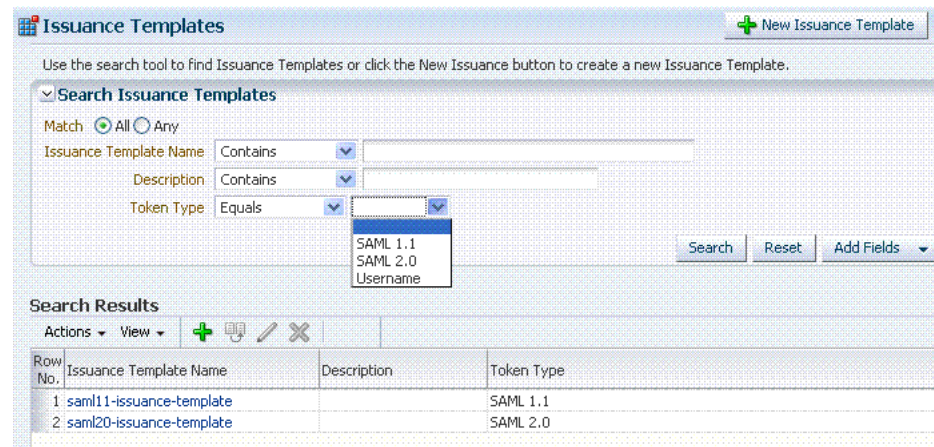 Issuance Templates
New Issuance Template
Use the search tool to find Issuance Templates or click the New Issuance button to create a new Issuance Template.
Search Issuance Templates
Match All Any
Issuance Template Name Contains
Description Contains
Token Type Equals
SAML 1.1
SAML 2.0
Username
Search Reset Add Fields
Search Results
Actions View
Row No. Issuance Template Name Description Token Type
1 saml11-issuance-template SAML 1.1
2 saml20-issuance-template SAML 2.0